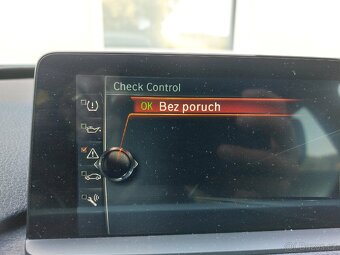 Check Control
OK Bez poruch